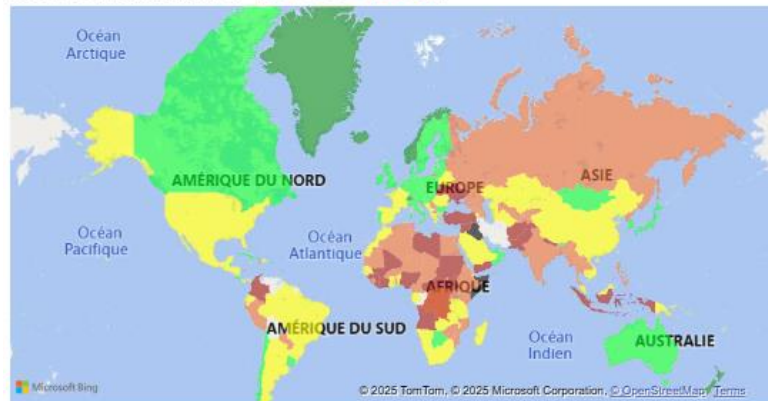 Océan
Arctique
AMÉRIQUE DU NORD
EUROPE
ASIE
Océan
Pacifique
Océan
Atlantique
AFRIQUE
AMÉRIQUE DU SUD
Océan
Indien
AUSTRALIE
Microsoft Bing
© 2025 TomTom, © 2025 Microsoft Corporation, © OpenStreetMap Terms